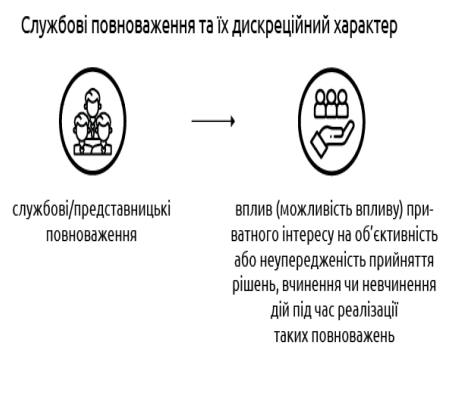 Службові повноваження та їх дискреційний характер
службові/представницькі
повноваження
вплив (можливість впливу) при-
ватного інтересу на об’єктивність
або неупередженість прийняття
рішень, вчинення чи невчинення
дій під час реалізації
таких повноважень